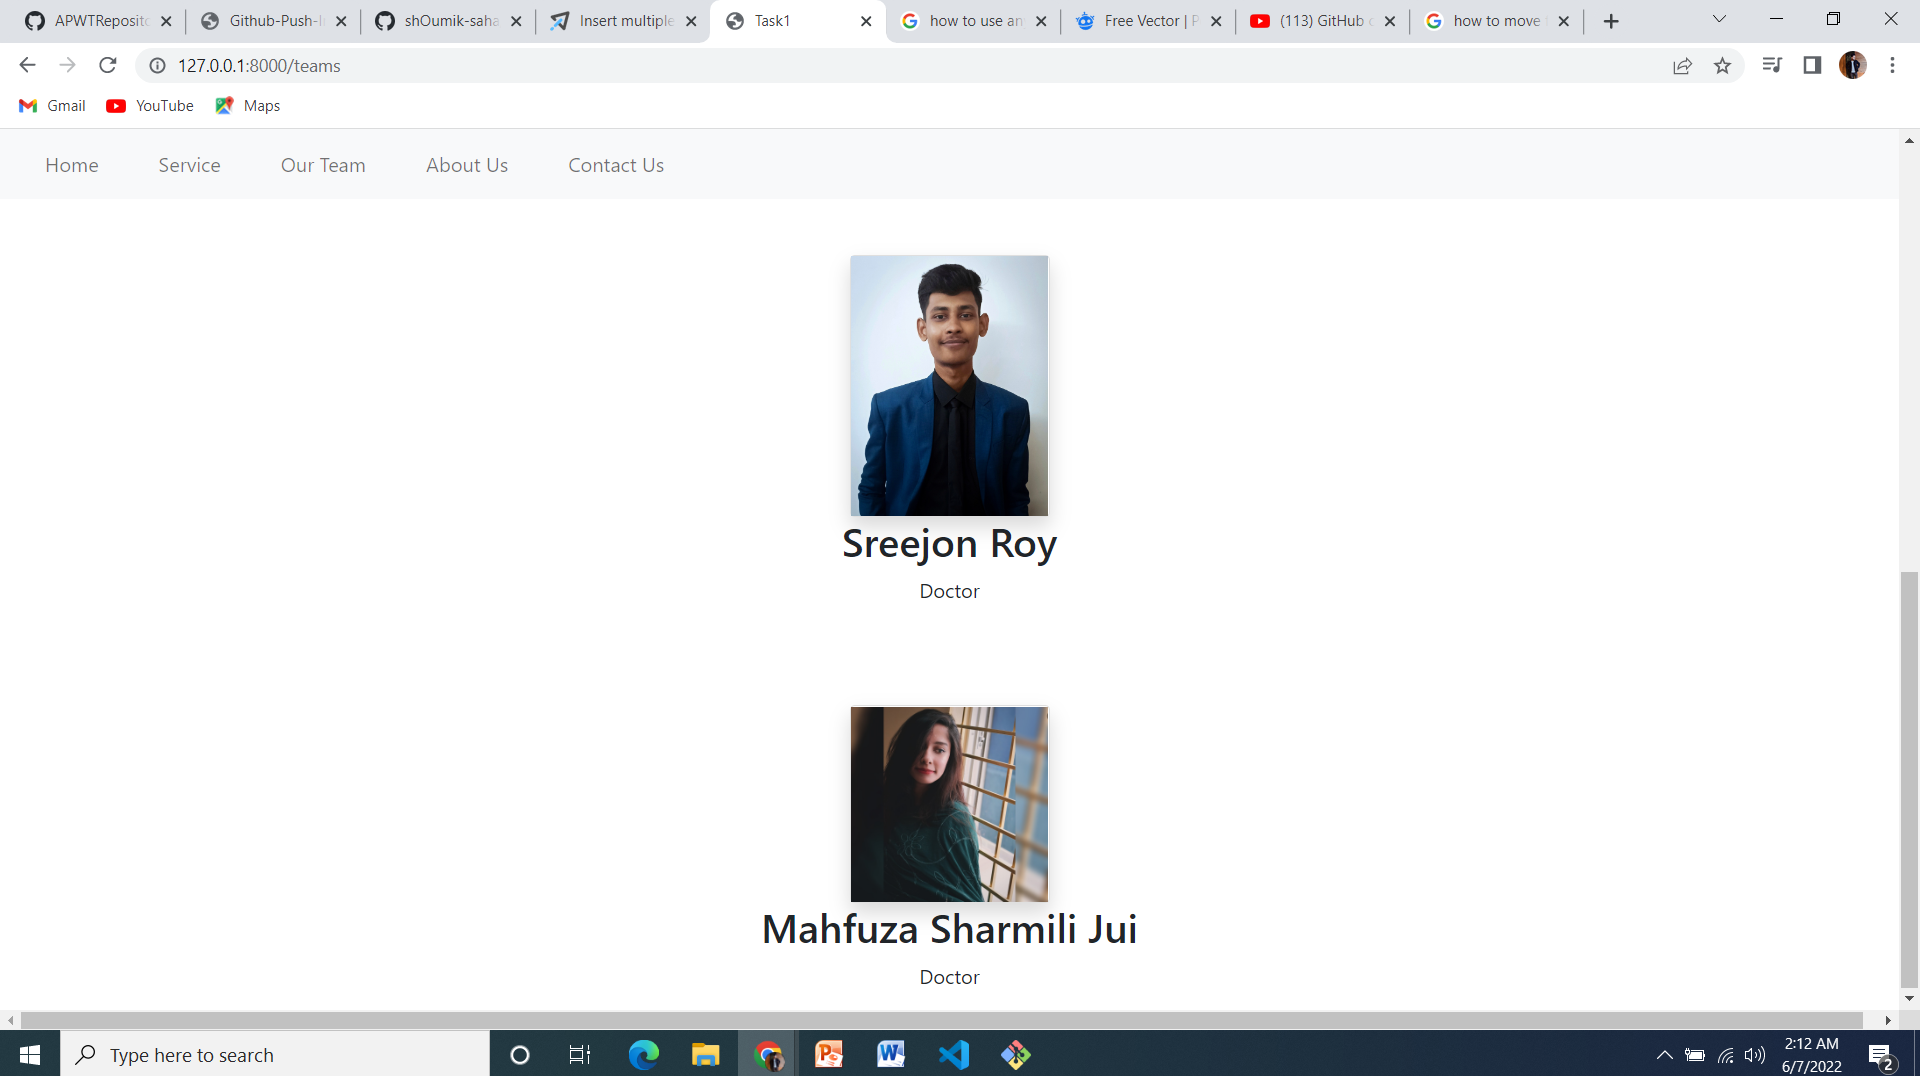 APWTReposito
Github-Push-I
shOumik-saha
Insert multiple
Task1
how to use an
Free Vector | P
(113) GitHub
how to move
127.0.0.1:8000/teams
Gmail
YouTube
Maps
Home
Service
Our Team
About Us
Contact Us
Sreejon Roy
Doctor
Mahfuza Sharmili Jui
Doctor
Type here to search
2:12 AM
6/7/2022
2